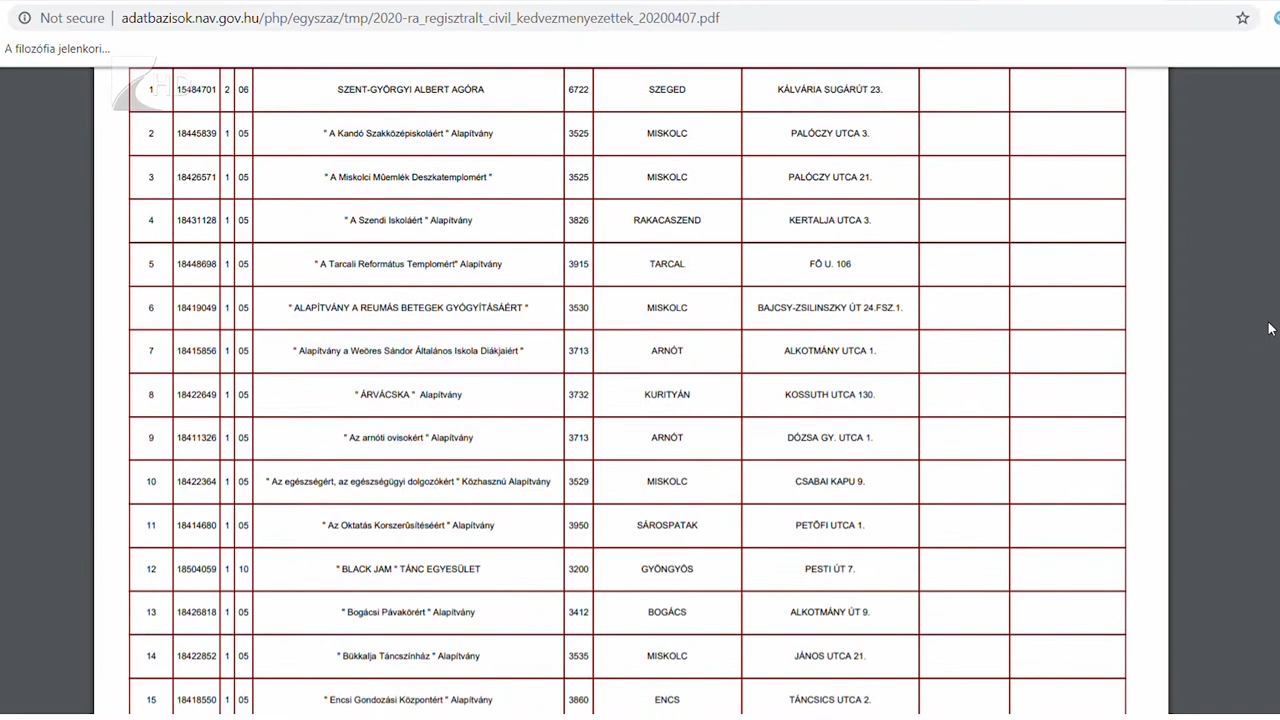 Not secure | adatbazisok.nav.gov.hu/php/egyszaz/tmp/2020-ra_regisztralt_civil_kedvezmenyezettek_20200407.pdf
A filozófia jelenkori...
HD
1 15484701 2 06 SZENT-GYÖRGYI ALBERT AGÓRA 6722 SZEGED KÁLVÁRIA SUGÁRÚT 23.
2 18445839 1 05 " A Kandó Szakközépiskoláért " Alapítvány 3525 MISKOLC PALÓCZY UTCA 3.
3 18426571 1 05 " A Miskolci Műemlék Deszkatemplomért " 3525 MISKOLC PALÓCZY UTCA 21.
4 18431128 1 05 " A Szendi Iskoláért " Alapítvány 3826 RAKACASZEND KERTALJA UTCA 3.
5 18448698 1 05 " A Tarcali Református Templomért" Alapítvány 3915 TARCAL FŐ U. 106
6 18419049 1 05 " ALAPÍTVÁNY A REUMÁS BETEGEK GYÓGYÍTÁSÁÉRT " 3530 MISKOLC BAJCSY-ZSILINSZKY ÚT 24.FSZ.1.
7 18415856 1 05 " Alapítvány a Weöres Sándor Általános Iskola Diákjaiért " 3713 ARNÓT ALKOTMÁNY UTCA 1.
8 18422649 1 05 " ÁRVÁCSKA " Alapítvány 3732 KURITYÁN KOSSUTH UTCA 130.
9 18411326 1 05 " Az arnóti ovisokért " Alapítvány 3713 ARNÓT DÓZSA GY. UTCA 1.
10 18422364 1 05 " Az egészségért, az egészségügyi dolgozókért " Közhasznú Alapítvány 3529 MISKOLC CSABAI KAPU 9.
11 18414680 1 05 " Az Oktatás Korszerűsítéséért " Alapítvány 3950 SÁROSPATAK PETŐFI UTCA 1.
12 18504059 1 10 " BLACK JAM " TÁNC EGYESÜLET 3200 GYÖNGYÖS PESTI ÚT 7.
13 18426818 1 05 " Bogácsi Pávakörért " Alapítvány 3412 BOGÁCS ALKOTMÁNY ÚT 9.
14 18422852 1 05 " Bükkalja Táncszínház " Alapítvány 3535 MISKOLC JÁNOS UTCA 21.
15 18418550 1 05 " Encsi Gondozási Központért " Alapítvány 3860 ENCS TÁNCSICS UTCA 2.